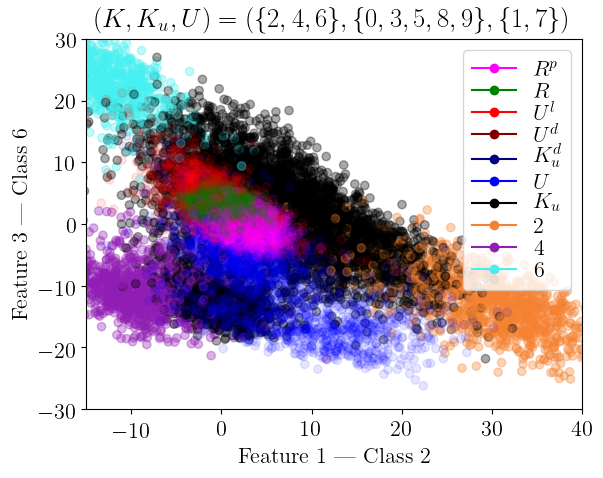 (K, K_u, U) = ({2, 4, 6}, {0, 3, 5, 8, 9}, {1, 7})
30
20
10
0
−10
−20
−30
Feature 3 — Class 6
R^p
R
U^l
U^d
K_u^d
U
K_u
2
4
6
−10
0
10
20
30
40
Feature 1 — Class 2